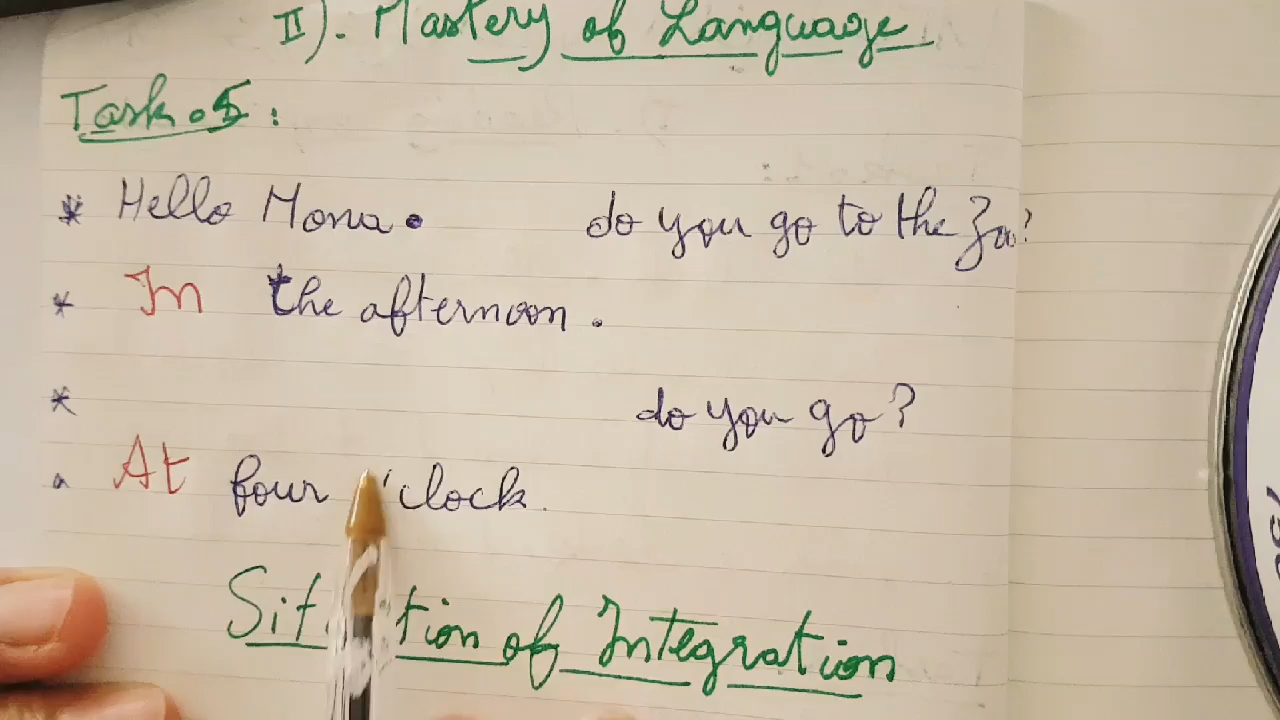 II). Mastery of Language
Task 05:
* Hello Mona. do you go to the Zoo?
* In the afternoon.
* do you go?
At four o'clock.
of Integration